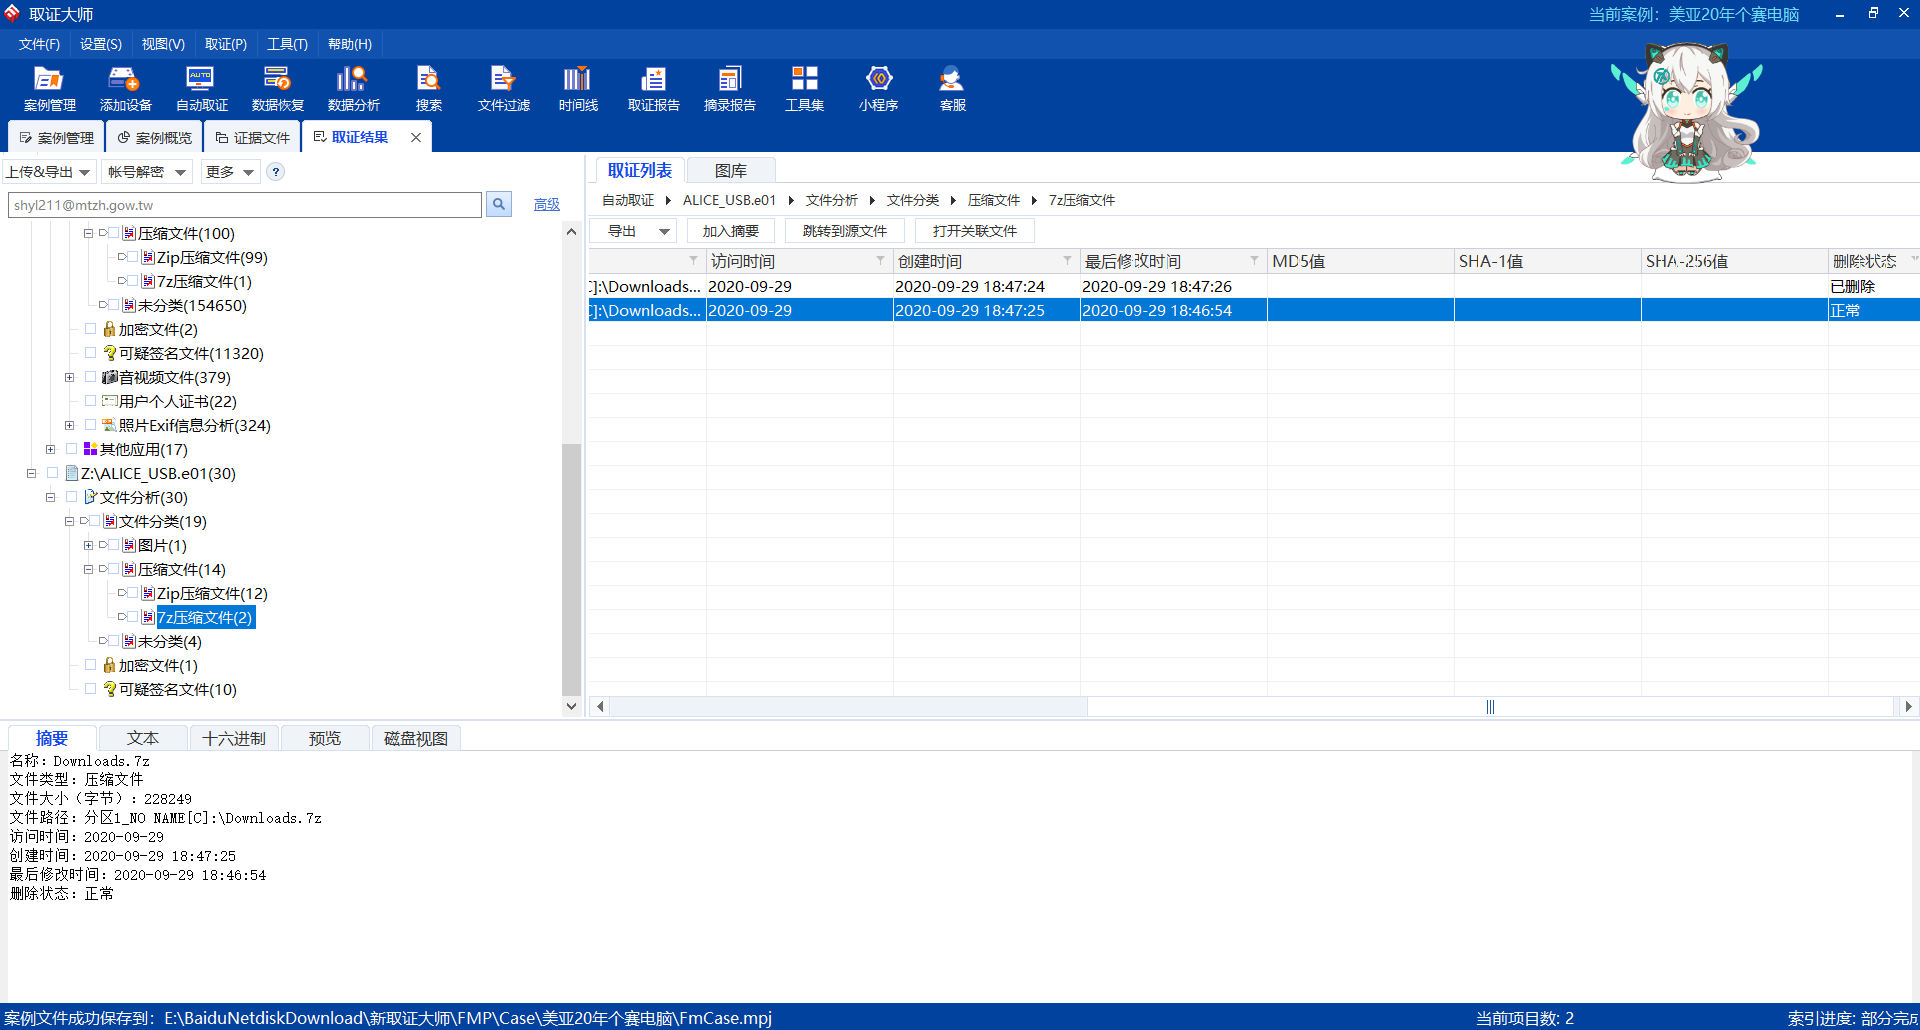 取证大师
当前案例：美亚20年个赛电脑
文件(F) 设置(S) 视图(V) 取证(P) 工具(T) 帮助(H)
案例管理 添加设备 自动取证 数据恢复 数据分析 搜索 文件过滤 时间线 取证报告 摘录报告 工具集 小程序 客服
案例管理 案例概览 证据文件 取证结果
上传&导出 帐号解密 更多 ?
shyl211@mtzh.gow.tw 高级
压缩文件(100)
Zip压缩文件(99)
7z压缩文件(1)
未分类(154650)
加密文件(2)
可疑签名文件(11320)
音视频文件(379)
用户个人证书(22)
照片Exif信息分析(324)
其他应用(17)
Z:\ALICE_USB.e01(30)
文件分析(30)
文件分类(19)
图片(1)
压缩文件(14)
Zip压缩文件(12)
7z压缩文件(2)
未分类(4)
加密文件(1)
可疑签名文件(10)
取证列表 图库
自动取证 ALICE_USB.e01 文件分析 文件分类 压缩文件 7z压缩文件
导出 加入摘要 跳转到源文件 打开关联文件
访问时间 创建时间 最后修改时间 MD5值 SHA-1值 SHA-256值 删除状态
C]:\Downloads... 2020-09-29 2020-09-29 18:47:24 2020-09-29 18:47:26 已删除
C]:\Downloads... 2020-09-29 2020-09-29 18:47:25 2020-09-29 18:46:54 正常
摘要 文本 十六进制 预览 磁盘视图
名称：Downloads.7z
文件类型：压缩文件
文件大小（字节）：228249
文件路径：分区1_NO NAME[C]:\Downloads.7z
访问时间：2020-09-29
创建时间：2020-09-29 18:47:25
最后修改时间：2020-09-29 18:46:54
删除状态：正常
案例文件成功保存到：E:\BaiduNetdiskDownload\新取证大师\FMP\Case\美亚20年个赛电脑\FmCase.mpj
当前项目数: 2
索引进度: 部分完成